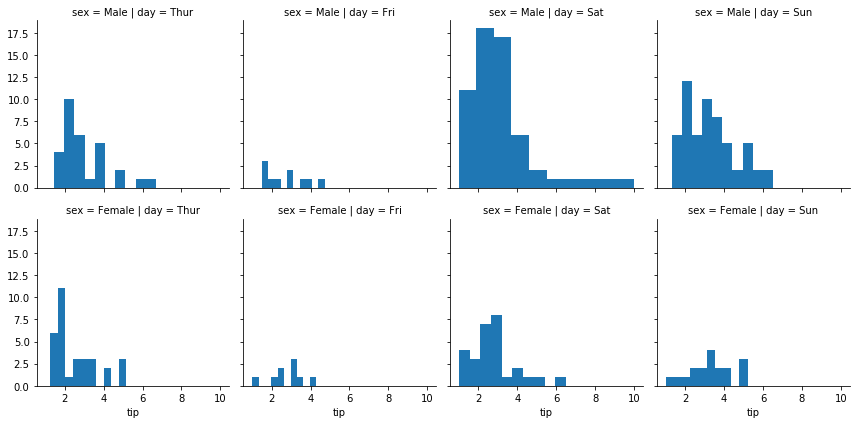 sex = Male | day = Thur
sex = Male | day = Fri
sex = Male | day = Sat
sex = Male | day = Sun
17.5
15.0
12.5
10.0
7.5
5.0
2.5
0.0
sex = Female | day = Thur
sex = Female | day = Fri
sex = Female | day = Sat
sex = Female | day = Sun
17.5
15.0
12.5
10.0
7.5
5.0
2.5
0.0
2 4 6 8 10
2 4 6 8 10
2 4 6 8 10
2 4 6 8 10
tip
tip
tip
tip